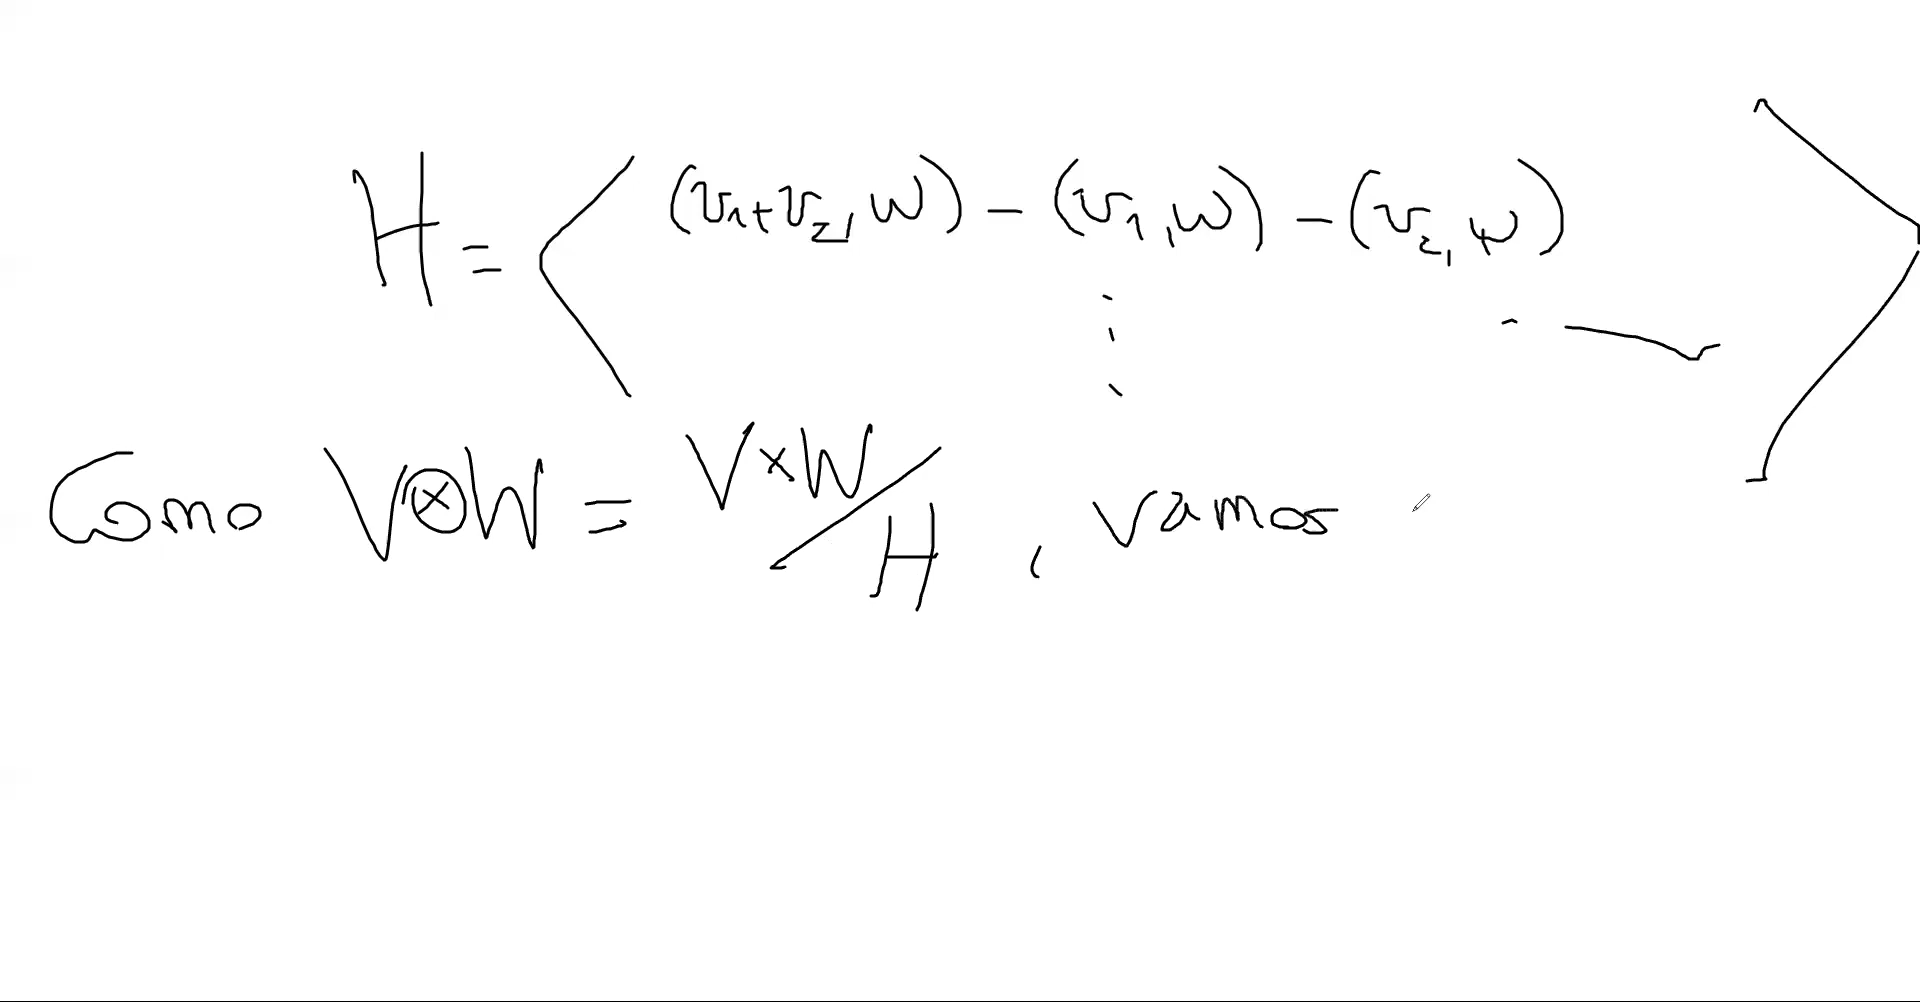 H = ⟨ (v₁+v₂, w) − (v₁, w) − (v₂, w) ⋮ ⟩
Como V⊗W = V×W / H , vamos